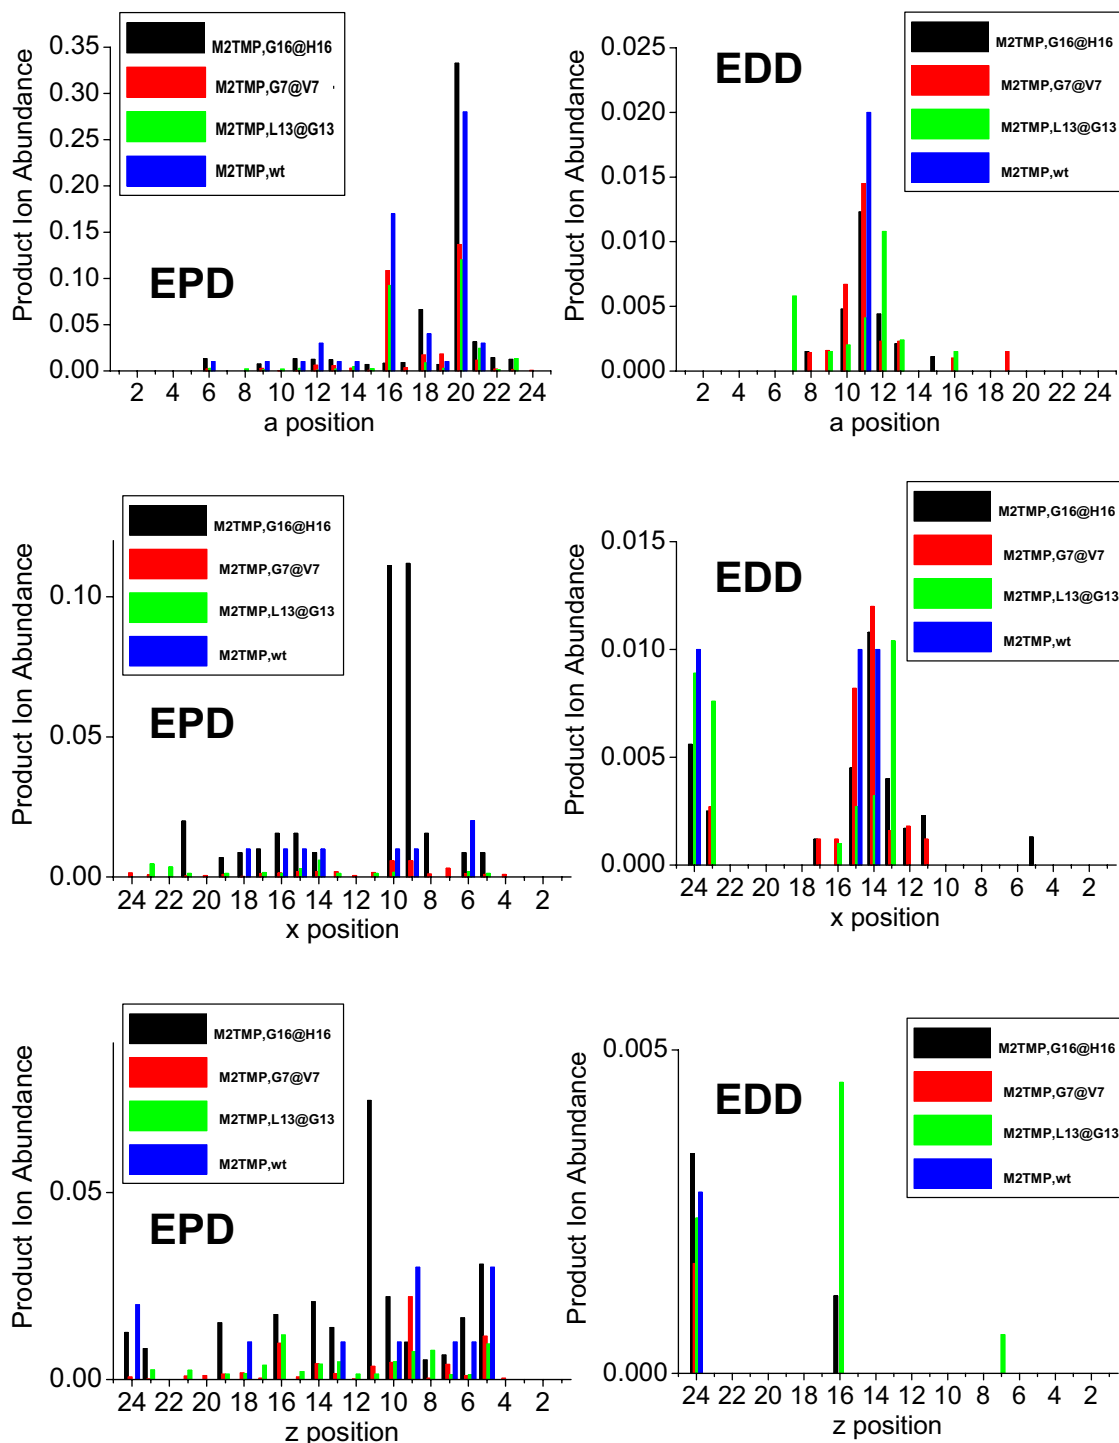 M2TMP,G16@H16
M2TMP,G7@V7
M2TMP,L13@G13
M2TMP,wt
EPD
Product Ion Abundance
0.35
0.30
0.25
0.20
0.15
0.10
0.05
0.00
2 4 6 8 10 12 14 16 18 20 22 24
a position
M2TMP,G16@H16
M2TMP,G7@V7
M2TMP,L13@G13
M2TMP,wt
EDD
Product Ion Abundance
0.025
0.020
0.015
0.010
0.005
0.000
2 4 6 8 10 12 14 16 18 20 22 24
a position
M2TMP,G16@H16
M2TMP,G7@V7
M2TMP,L13@G13
M2TMP,wt
EPD
Product Ion Abundance
0.10
0.05
0.00
24 22 20 18 16 14 12 10 8 6 4 2
x position
M2TMP,G16@H16
M2TMP,G7@V7
M2TMP,L13@G13
M2TMP,wt
EDD
Product Ion Abundance
0.015
0.010
0.005
0.000
24 22 20 18 16 14 12 10 8 6 4 2
x position
M2TMP,G16@H16
M2TMP,G7@V7
M2TMP,L13@G13
M2TMP,wt
EPD
Product Ion Abundance
0.05
0.00
24 22 20 18 16 14 12 10 8 6 4 2
z position
M2TMP,G16@H16
M2TMP,G7@V7
M2TMP,L13@G13
M2TMP,wt
EDD
Product Ion Abundance
0.005
0.000
24 22 20 18 16 14 12 10 8 6 4 2
z position